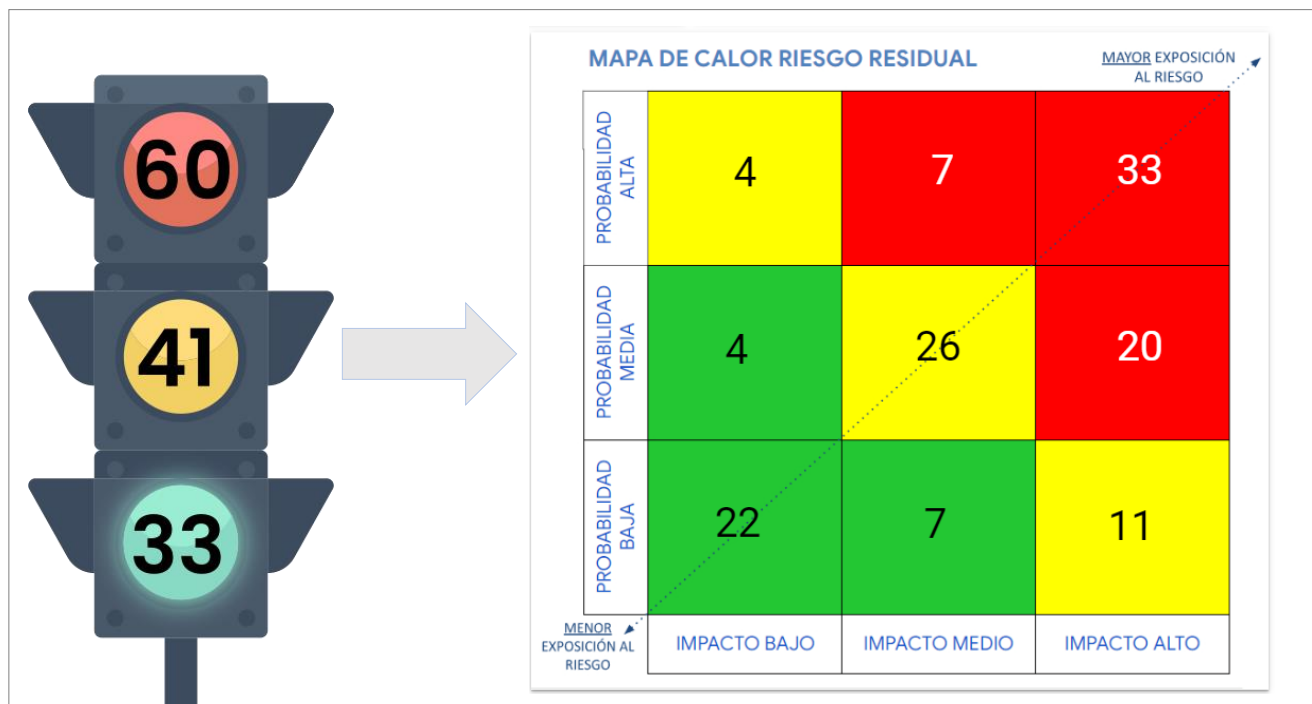 60
41
33
MAPA DE CALOR RIESGO RESIDUAL
MAYOR EXPOSICIÓN
AL RIESGO
PROBABILIDAD
ALTA
4
7
33
PROBABILIDAD
MEDIA
4
26
20
PROBABILIDAD
BAJA
22
7
11
MENOR
EXPOSICIÓN AL
RIESGO
IMPACTO BAJO
IMPACTO MEDIO
IMPACTO ALTO